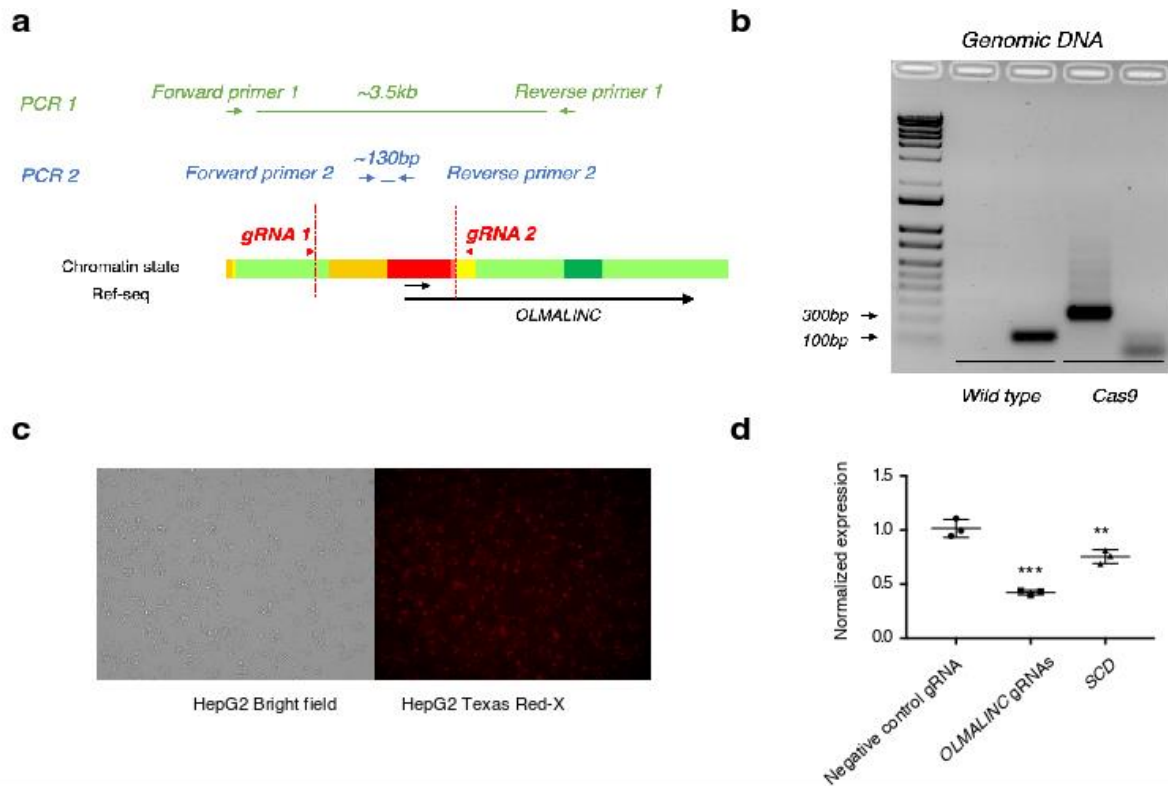 a
PCR 1
Forward primer 1
~3.5kb
Reverse primer 1
PCR 2
Forward primer 2
~130bp
Reverse primer 2
gRNA 1
gRNA 2
Chromatin state
Ref-seq
OLMALINC
b
Genomic DNA
300bp
100bp
Wild type
Cas9
c
HepG2 Bright field
HepG2 Texas Red-X
d
Normalized expression
1.5
1.0
0.5
0.0
***
**
Negative control gRNA
OLMALINC gRNAs
SCD